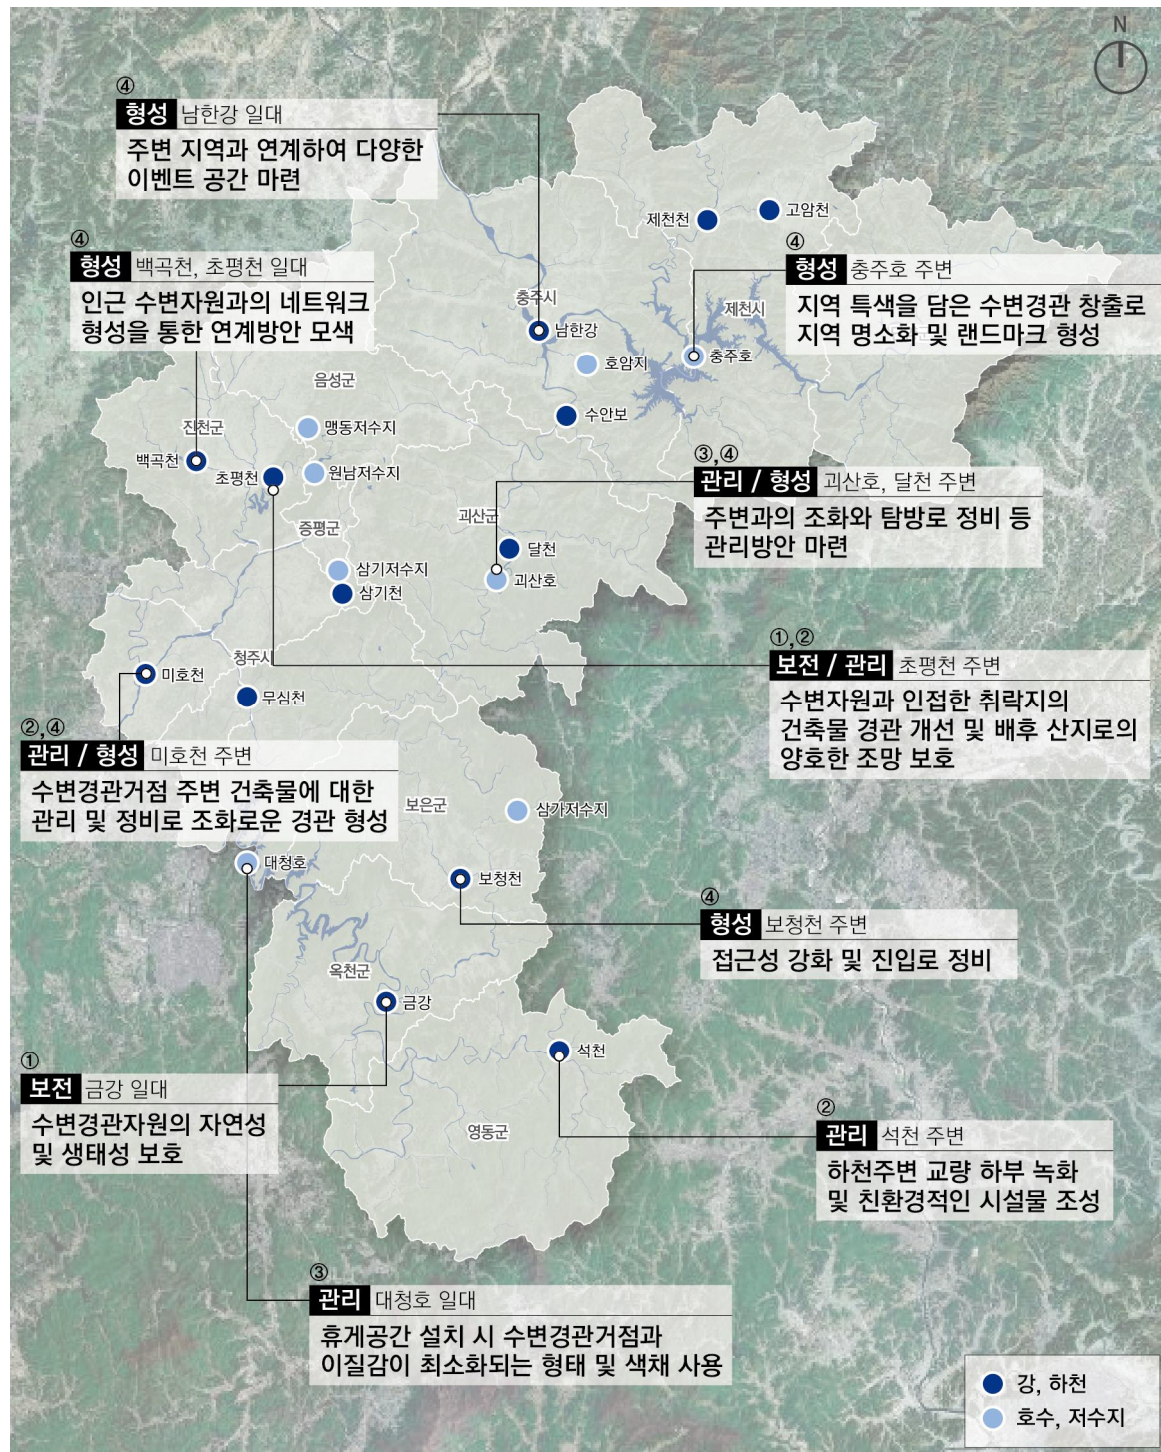 N
④
형성 남한강 일대
주변 지역과 연계하여 다양한
이벤트 공간 마련
④
형성 백곡천, 초평천 일대
인근 수변자원과의 네트워크
형성을 통한 연계방안 모색
④
형성 충주호 주변
지역 특색을 담은 수변경관 창출로
지역 명소화 및 랜드마크 형성
제천천
고암천
충주시
제천시
남한강
호암지
충주호
수안보
음성군
맹동저수지
진천군
백곡천
초평천
원남저수지
증평군
괴산군
달천
괴산호
삼기저수지
삼기천
③,④
관리 / 형성 괴산호, 달천 주변
주변과의 조화와 탐방로 정비 등
관리방안 마련
①,②
보전 / 관리 초평천 주변
수변자원과 인접한 취락지의
건축물 경관 개선 및 배후 산지로의
양호한 조망 보호
청주시
미호천
무심천
②,④
관리 / 형성 미호천 주변
수변경관거점 주변 건축물에 대한
관리 및 정비로 조화로운 경관 형성
보은군
삼가저수지
대청호
보청천
④
형성 보청천 주변
접근성 강화 및 진입로 정비
옥천군
금강
석천
①
보전 금강 일대
수변경관자원의 자연성
및 생태성 보호
영동군
②
관리 석천 주변
하천주변 교량 하부 녹화
및 친환경적인 시설물 조성
③
관리 대청호 일대
휴게공간 설치 시 수변경관거점과
이질감이 최소화되는 형태 및 색채 사용
강, 하천
호수, 저수지